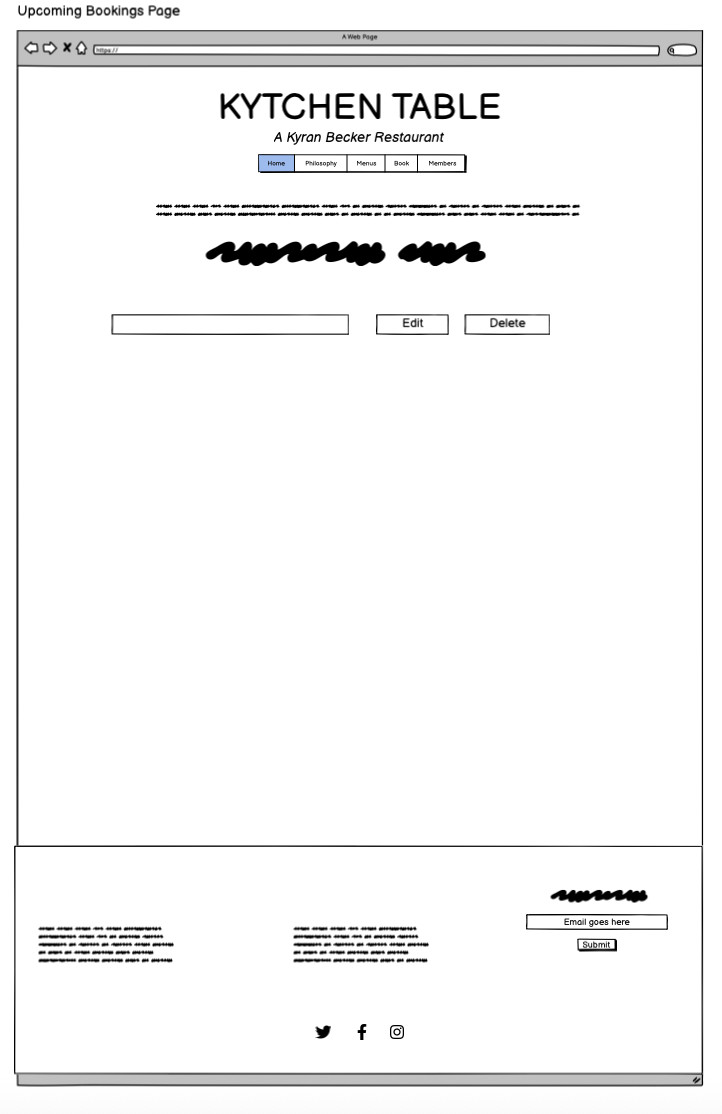 Upcoming Bookings Page
A Web Page
https://
KYTCHEN TABLE
A Kyran Becker Restaurant
Home Philosophy Menus Book Members
Edit Delete
Email goes here
Submit